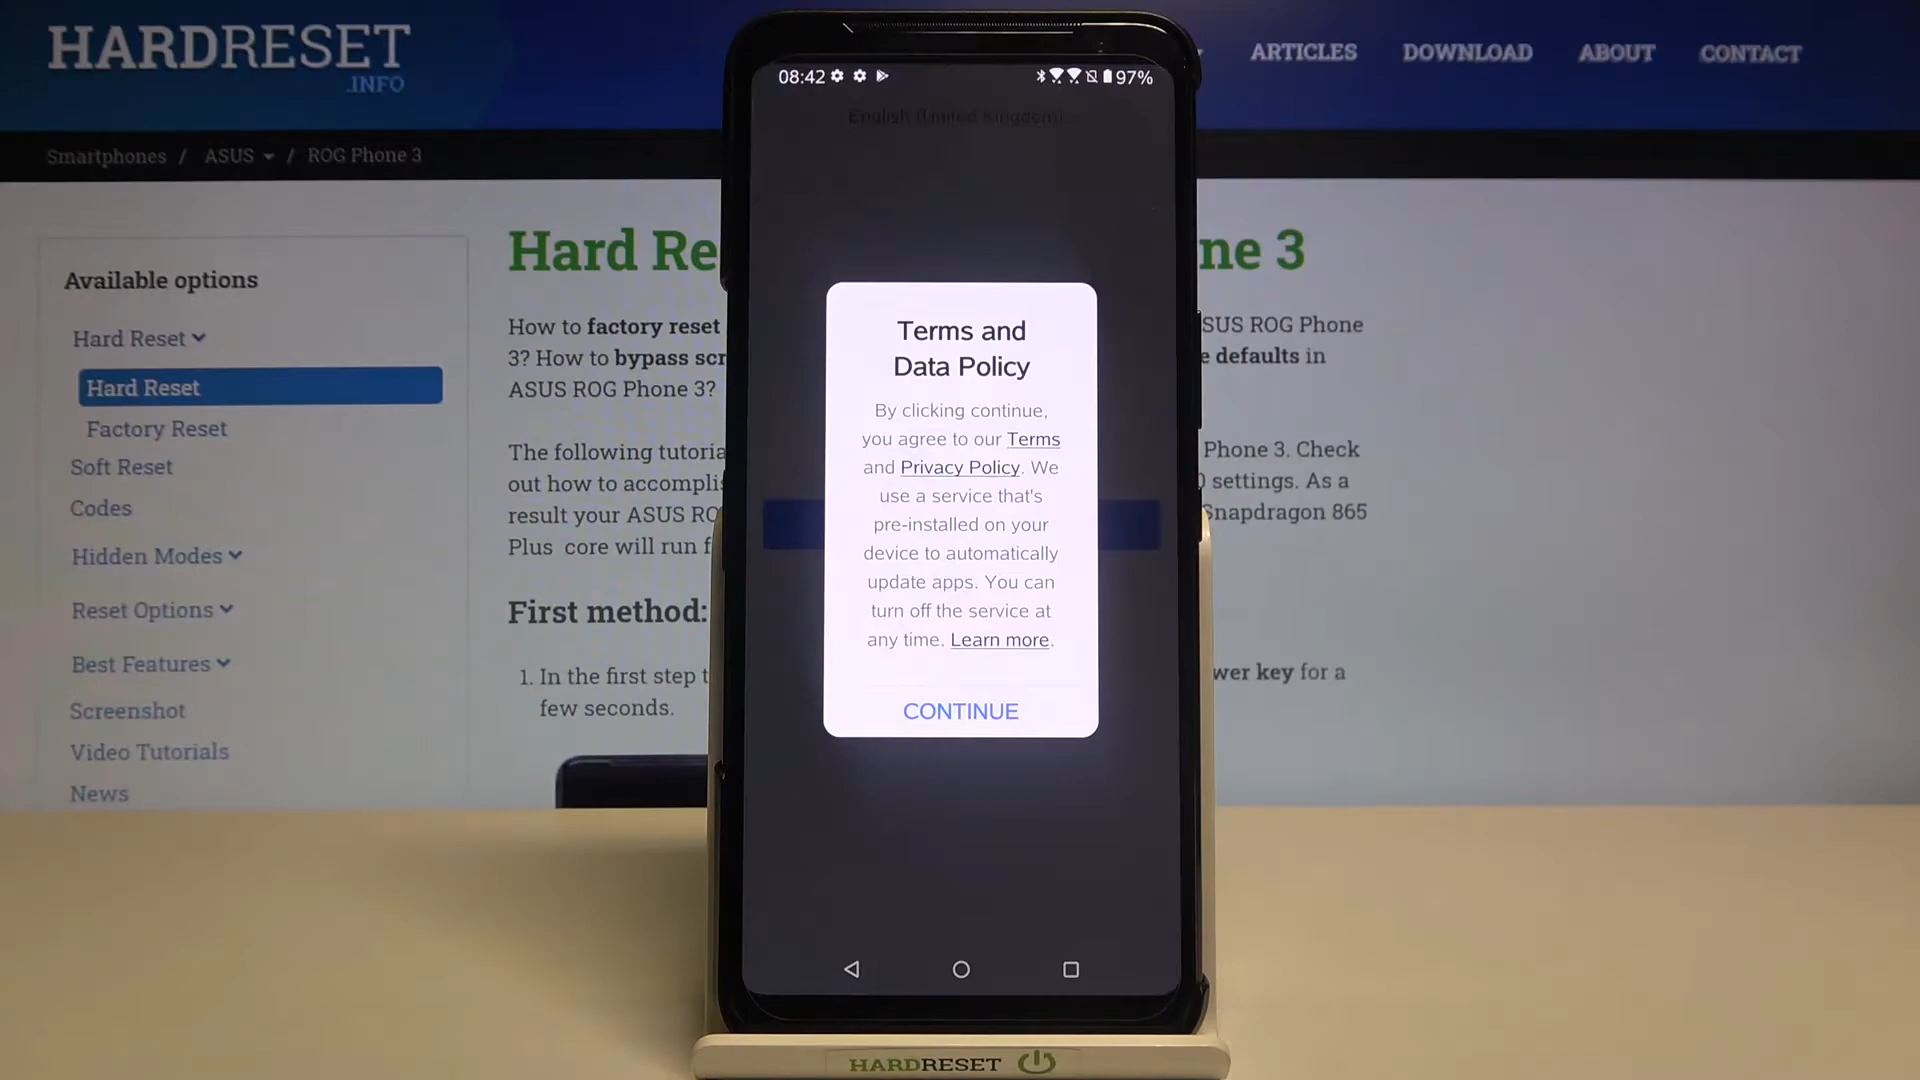 HARDRESET
.INFO
ARTICLES DOWNLOAD ABOUT CONTACT
Smartphones / ASUS / ROG Phone 3
Available options
Hard Reset
Hard Reset
Factory Reset
Soft Reset
Codes
Hidden Modes
Reset Options
Best Features
Screenshot
Video Tutorials
News
Hard Re
ne 3
How to factory reset
SUS ROG Phone
3? How to bypass scr
e defaults in
ASUS ROG Phone 3?
The following tutoria
Phone 3. Check
out how to accomplis
0 settings. As a
result your ASUS RO
Snapdragon 865
Plus core will run f
First method:
1. In the first step t
wer key for a
few seconds.
08:42 97%
English (United Kingdom)
Terms and
Data Policy
By clicking continue,
you agree to our Terms
and Privacy Policy. We
use a service that's
pre-installed on your
device to automatically
update apps. You can
turn off the service at
any time. Learn more.
CONTINUE
HARDRESET